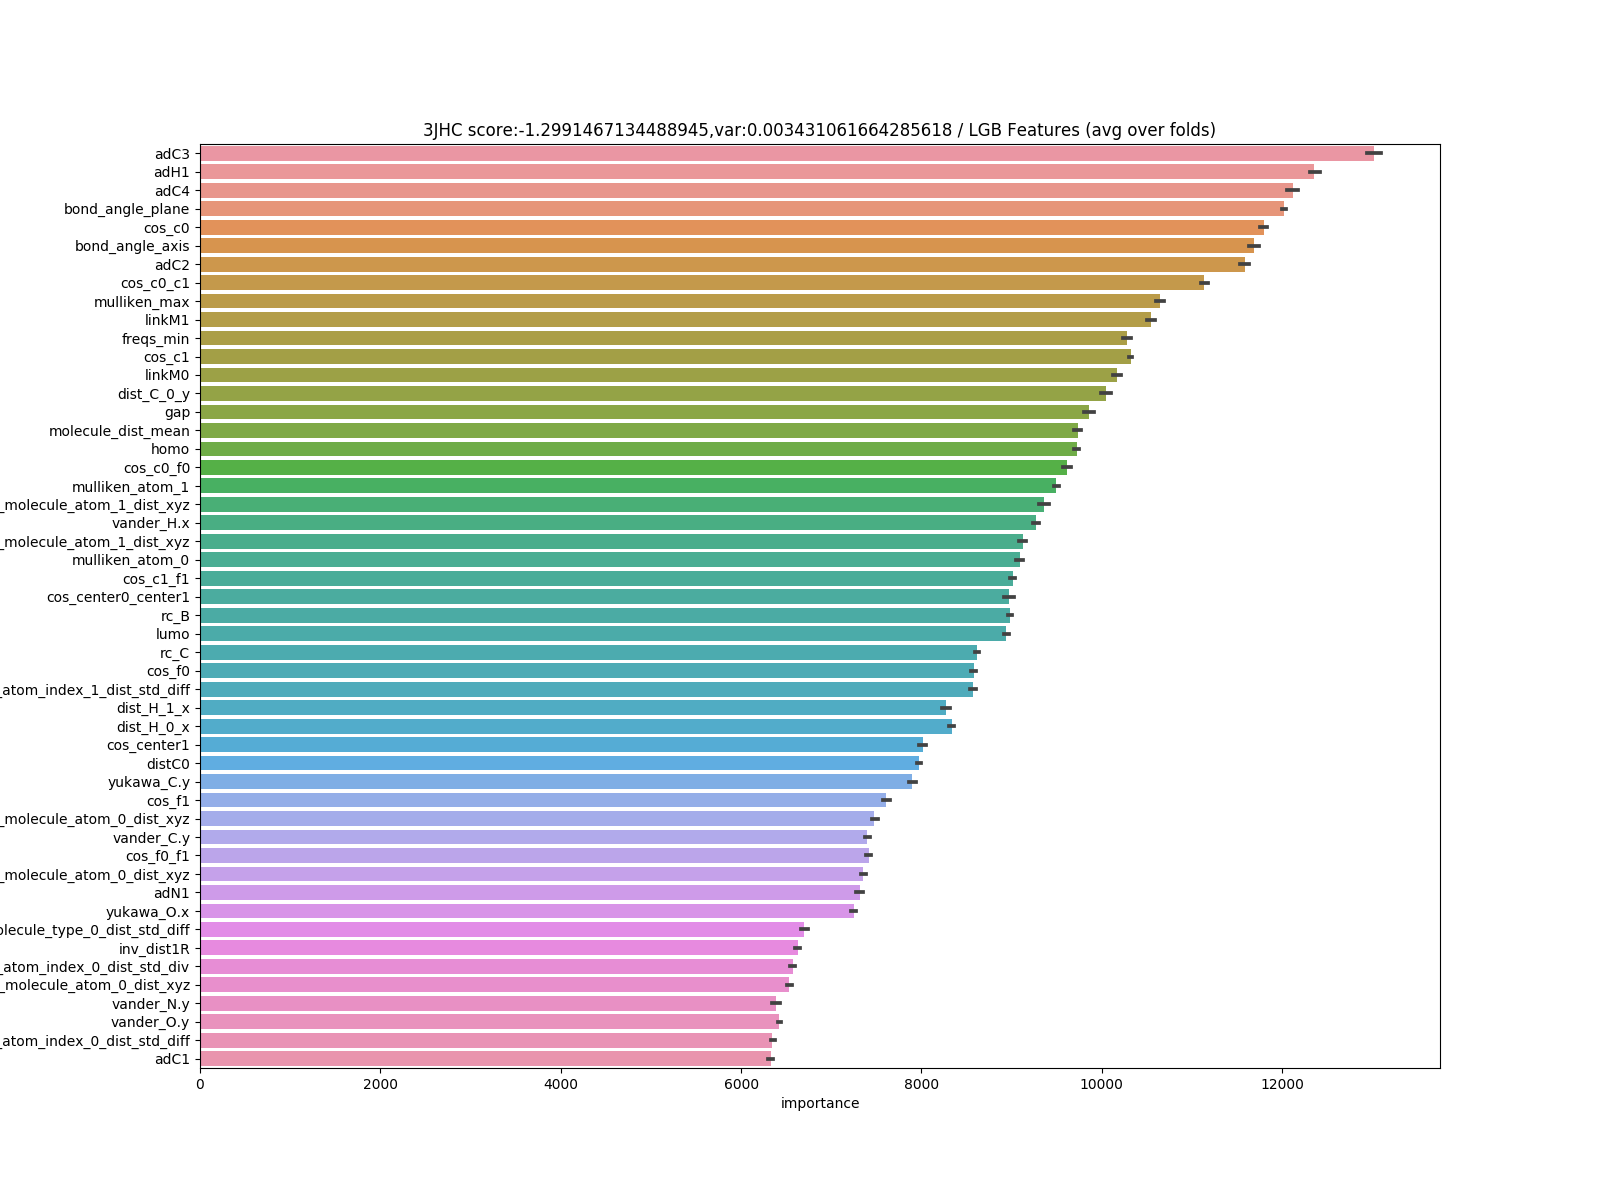 3JHC score:-1.2991467134488945,var:0.003431061664285618 / LGB Features (avg over folds)
adC3
adH1
adC4
bond_angle_plane
cos_c0
bond_angle_axis
adC2
cos_c0_c1
mulliken_max
linkM1
freqs_min
cos_c1
linkM0
dist_C_0_y
gap
molecule_dist_mean
homo
cos_c0_f0
mulliken_atom_1
_molecule_atom_1_dist_xyz
vander_H.x
_molecule_atom_1_dist_xyz
mulliken_atom_0
cos_c1_f1
cos_center0_center1
rc_B
lumo
rc_C
cos_f0
_atom_index_1_dist_std_diff
dist_H_1_x
dist_H_0_x
cos_center1
distC0
yukawa_C.y
cos_f1
_molecule_atom_0_dist_xyz
vander_C.y
cos_f0_f1
_molecule_atom_0_dist_xyz
adN1
yukawa_O.x
olecule_type_0_dist_std_diff
inv_dist1R
_atom_index_0_dist_std_div
_molecule_atom_0_dist_xyz
vander_N.y
vander_O.y
_atom_index_0_dist_std_diff
adC1
0 2000 4000 6000 8000 10000 12000
importance